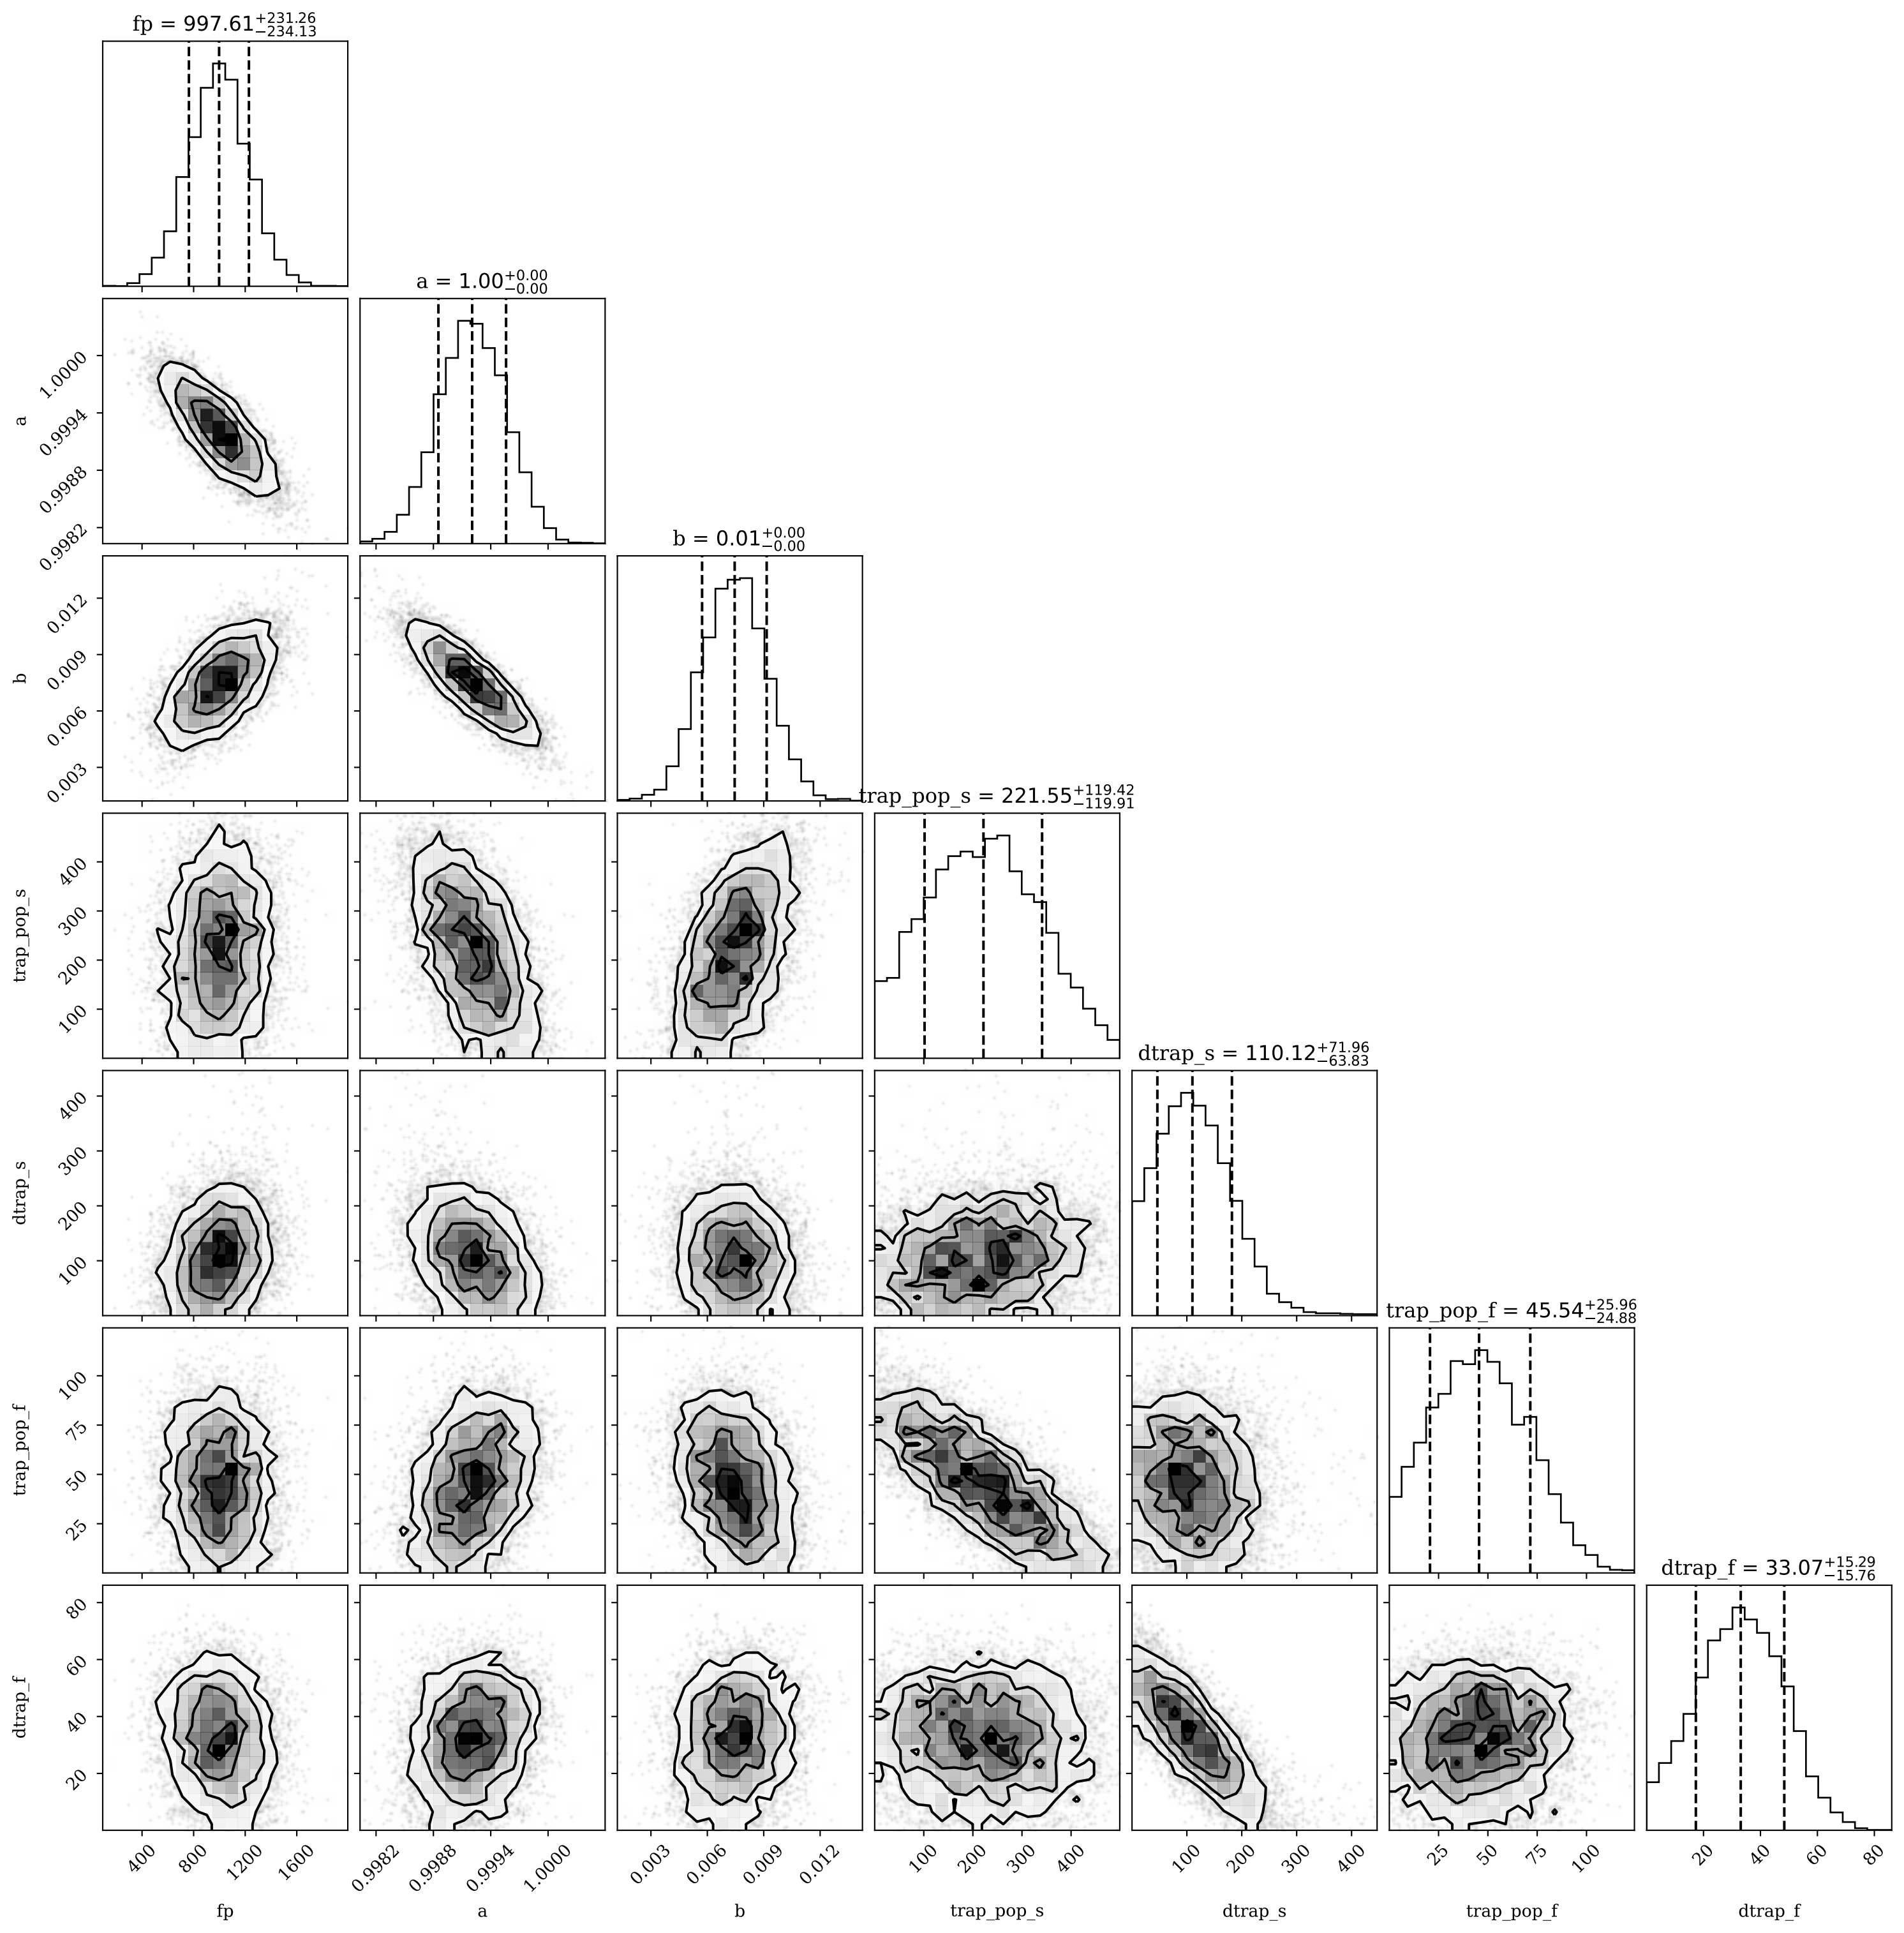 fp = 997.61+231.26−234.13
a = 1.00+0.00−0.00
1.0000
0.9994
0.9988
0.9982
a
b = 0.01+0.00−0.00
0.012
0.009
0.006
0.003
b
trap_pop_s = 221.55+119.42−119.91
400
300
200
100
trap_pop_s
dtrap_s = 110.12+71.96−63.83
400
300
200
100
dtrap_s
trap_pop_f = 45.54+25.96−24.88
100
75
50
25
trap_pop_f
dtrap_f = 33.07+15.29−15.76
80
60
40
20
dtrap_f
400 800 1200 1600 0.9982 0.9988 0.9994 1.0000 0.003 0.006 0.009 0.012 100 200 300 400 100 200 300 400 25 50 75 100 20 40 60 80
fp a b trap_pop_s dtrap_s trap_pop_f dtrap_f